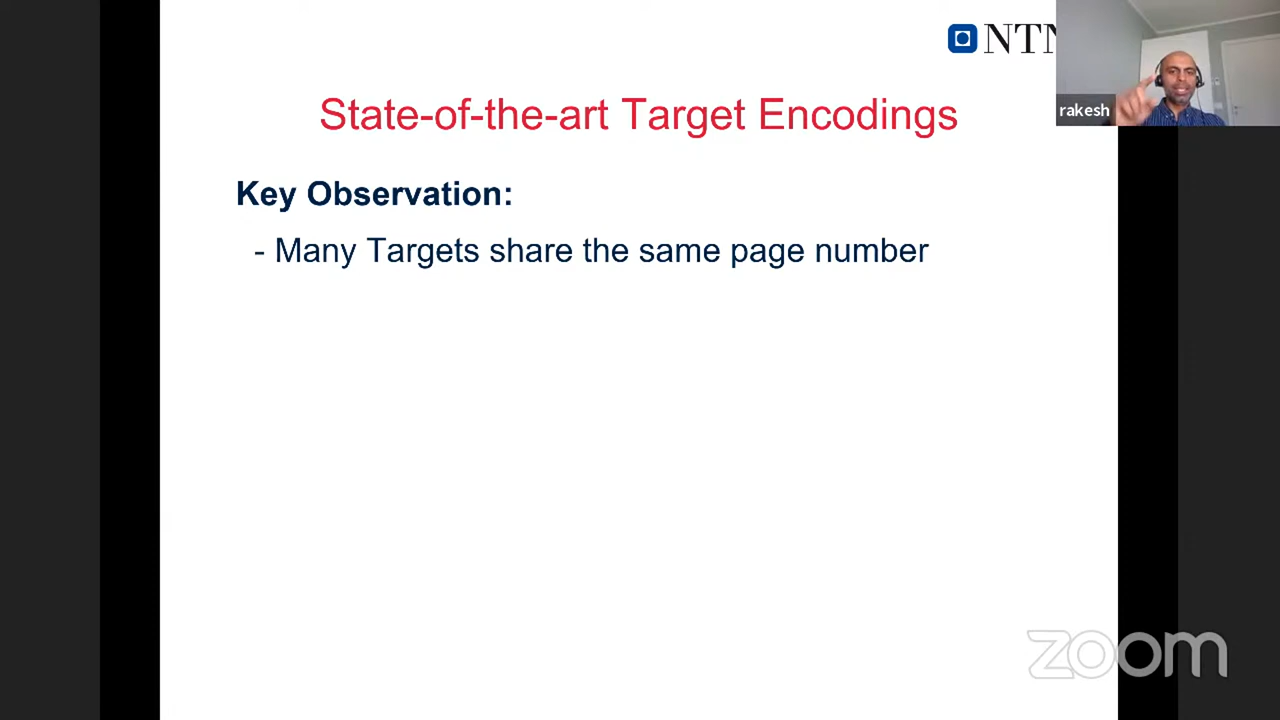 NTN
rakesh
State-of-the-art Target Encodings
Key Observation:
- Many Targets share the same page number
zoom